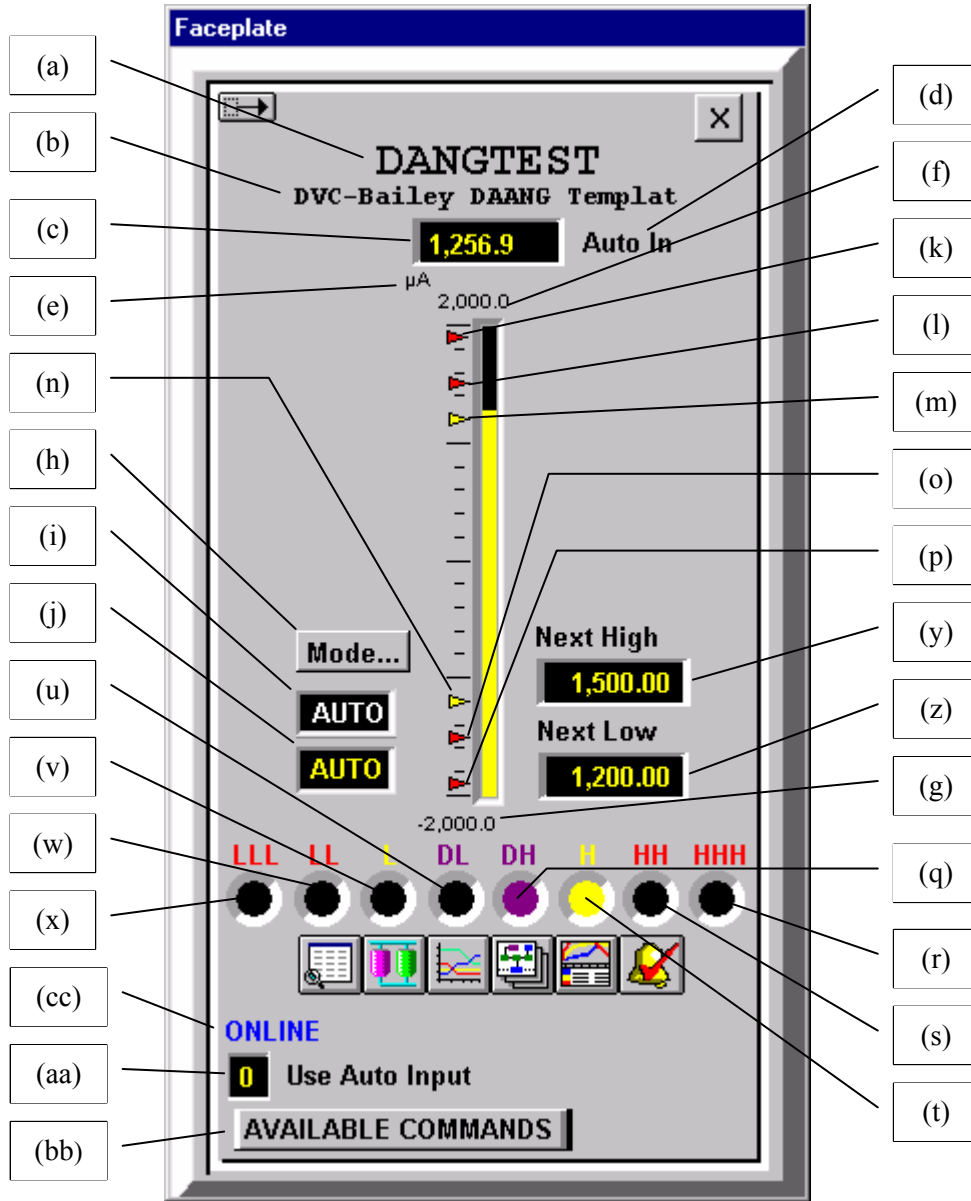 Faceplate
(a)
(b)
(c)
(e)
(n)
(h)
(i)
(j)
(u)
(v)
(w)
(x)
(cc)
(aa)
(bb)
X
DANGTEST
DVC-Bailey DAANG Templat
1,256.9 Auto In
µA
2,000.0
Mode...
AUTO
AUTO
Next High
1,500.00
Next Low
1,200.00
-2,000.0
LLL LL L DL DH H HH HHH
ONLINE
0 Use Auto Input
AVAILABLE COMMANDS
(d)
(f)
(k)
(l)
(m)
(o)
(p)
(y)
(z)
(g)
(q)
(r)
(s)
(t)